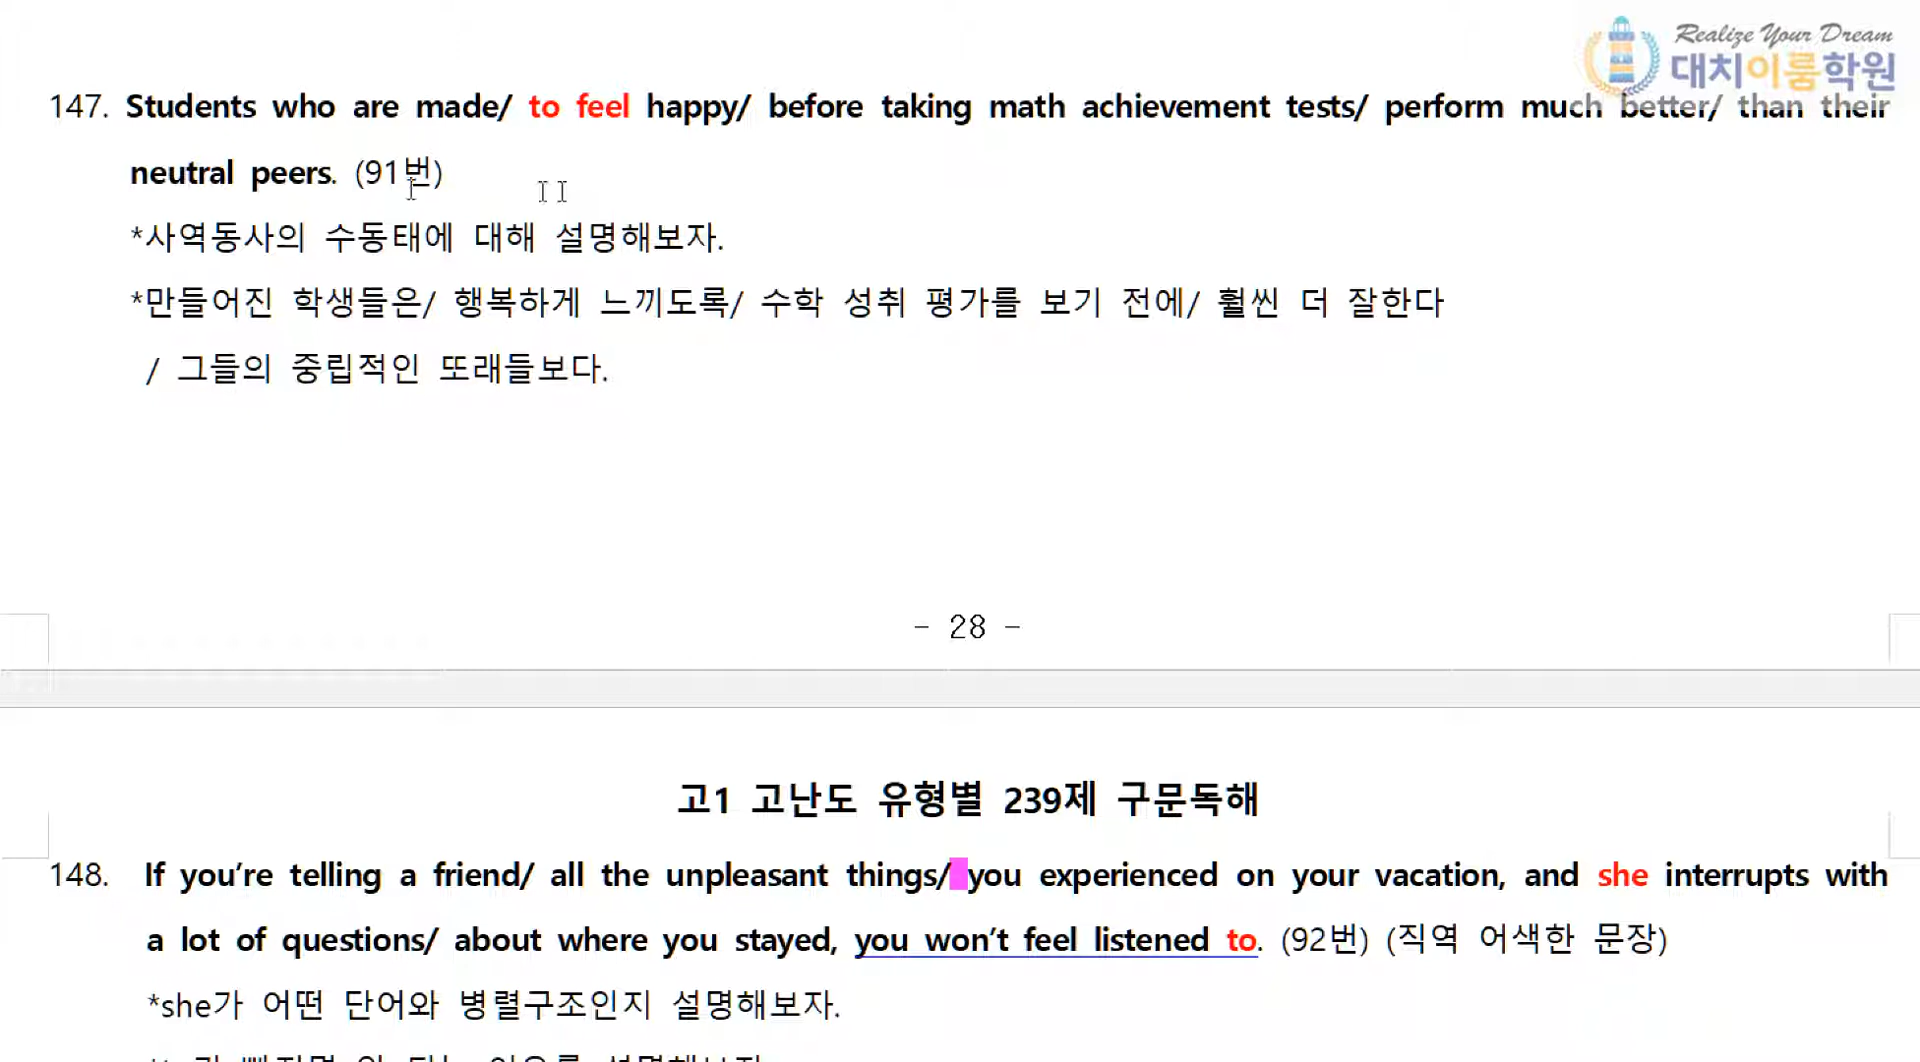 Realize Your Dream
대치이룸학원
147. Students who are made/ to feel happy/ before taking math achievement tests/ perform much better/ than their
neutral peers. (91번)
*사역동사의 수동태에 대해 설명해보자.
*만들어진 학생들은/ 행복하게 느끼도록/ 수학 성취 평가를 보기 전에/ 훨씬 더 잘한다
/ 그들의 중립적인 또래들보다.
- 28 -
고1 고난도 유형별 239제 구문독해
148. If you’re telling a friend/ all the unpleasant things/ you experienced on your vacation, and she interrupts with
a lot of questions/ about where you stayed, you won’t feel listened to. (92번) (직역 어색한 문장)
*she가 어떤 단어와 병렬구조인지 설명해보자.